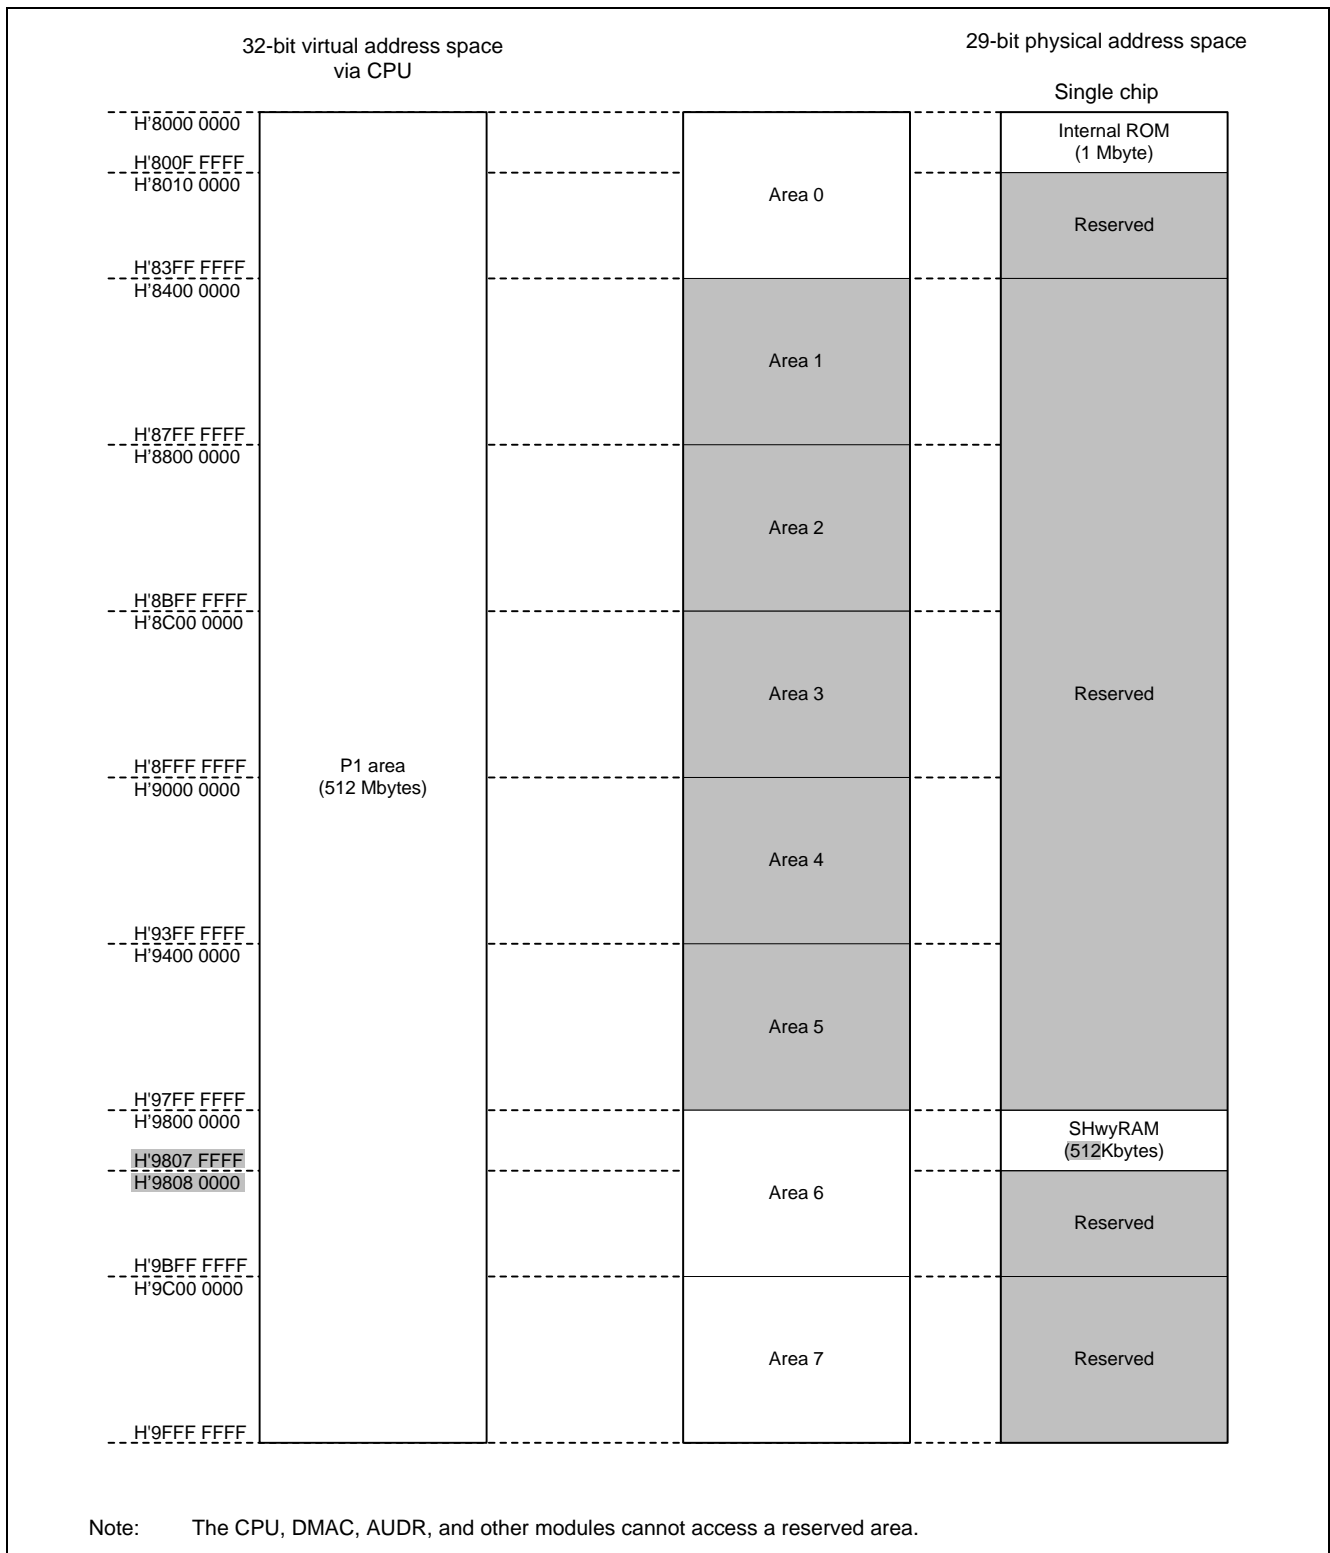 32-bit virtual address space
via CPU
29-bit physical address space
Single chip
H'8000 0000
Internal ROM
(1 Mbyte)
H'800F FFFF
H'8010 0000
Area 0
Reserved
H'83FF FFFF
H'8400 0000
Area 1
H'87FF FFFF
H'8800 0000
Area 2
H'8BFF FFFF
H'8C00 0000
Area 3
Reserved
H'8FFF FFFF
H'9000 0000
P1 area
(512 Mbytes)
Area 4
H'93FF FFFF
H'9400 0000
Area 5
H'97FF FFFF
H'9800 0000
SHwyRAM
(512Kbytes)
H'9807 FFFF
H'9808 0000
Area 6
Reserved
H'9BFF FFFF
H'9C00 0000
Area 7
Reserved
H'9FFF FFFF
Note: The CPU, DMAC, AUDR, and other modules cannot access a reserved area.